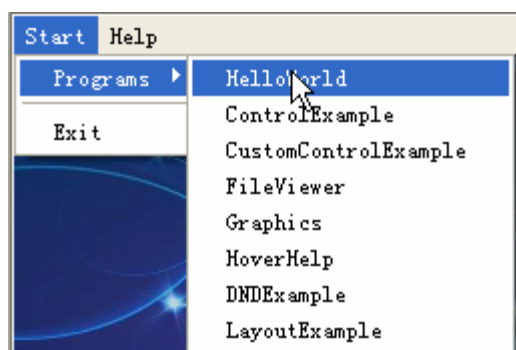 Start Help
Programs
Exit
HelloWorld
ControlExample
CustomControlExample
FileViewer
Graphics
HoverHelp
DNDExample
LayoutExample